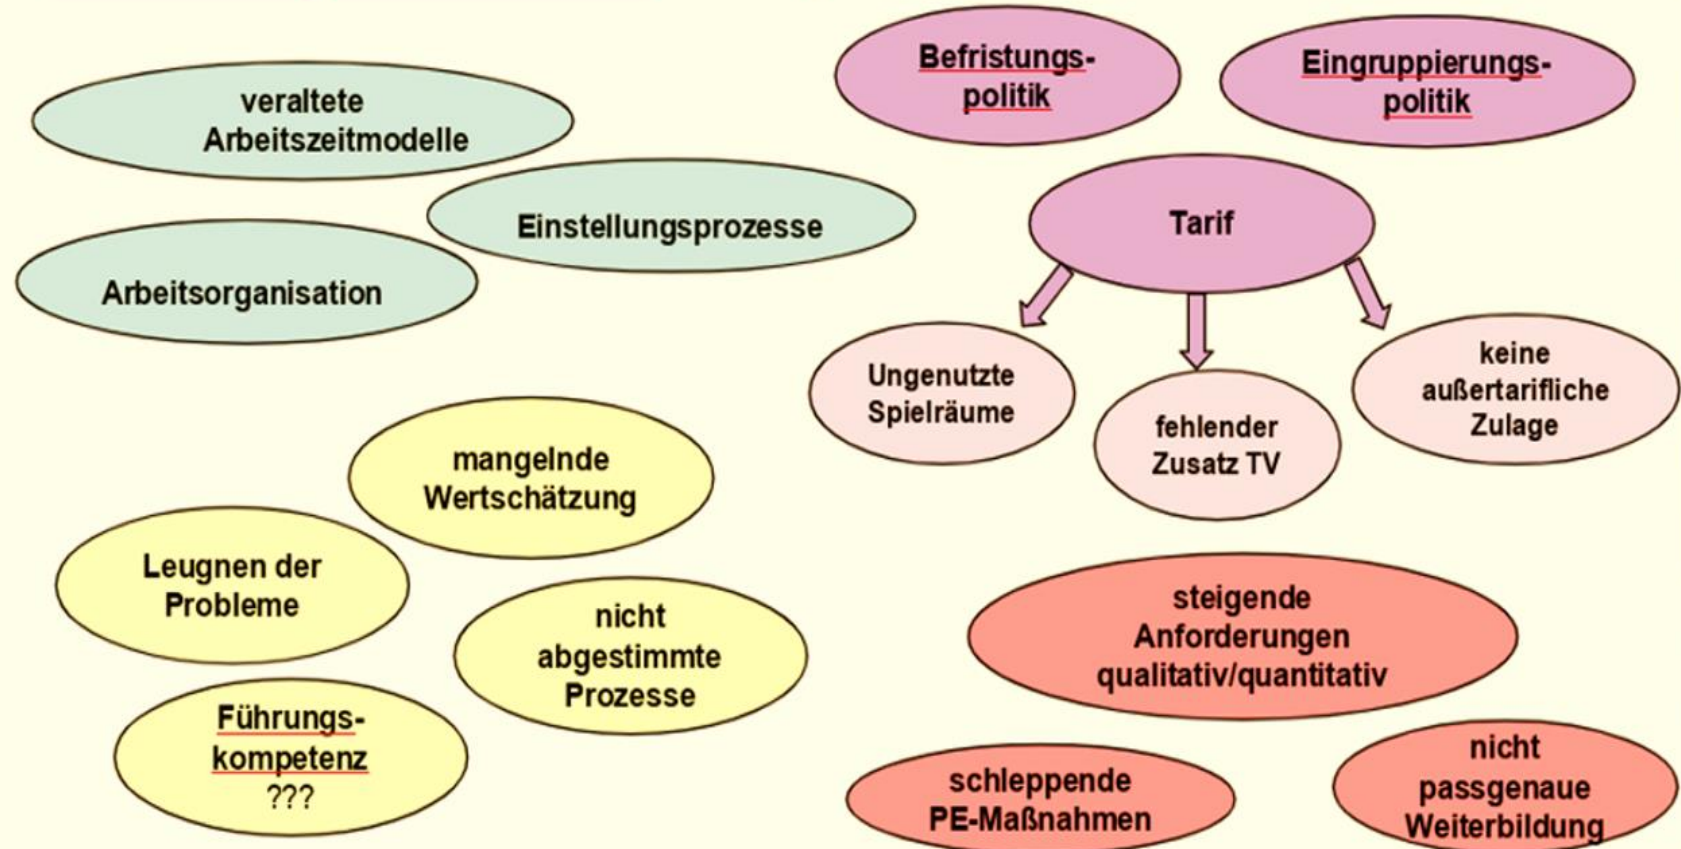 veraltete
Arbeitszeitmodelle
Einstellungsprozesse
Arbeitsorganisation
Befristungs-
politik
Eingruppierungs-
politik
Tarif
Ungenutzte
Spielräume
fehlender
Zusatz TV
keine
außertarifliche
Zulage
mangelnde
Wertschätzung
Leugnen der
Probleme
nicht
abgestimmte
Prozesse
Führungs-
kompetenz
???
steigende
Anforderungen
qualitativ/quantitativ
schleppende
PE-Maßnahmen
nicht
passgenaue
Weiterbildung